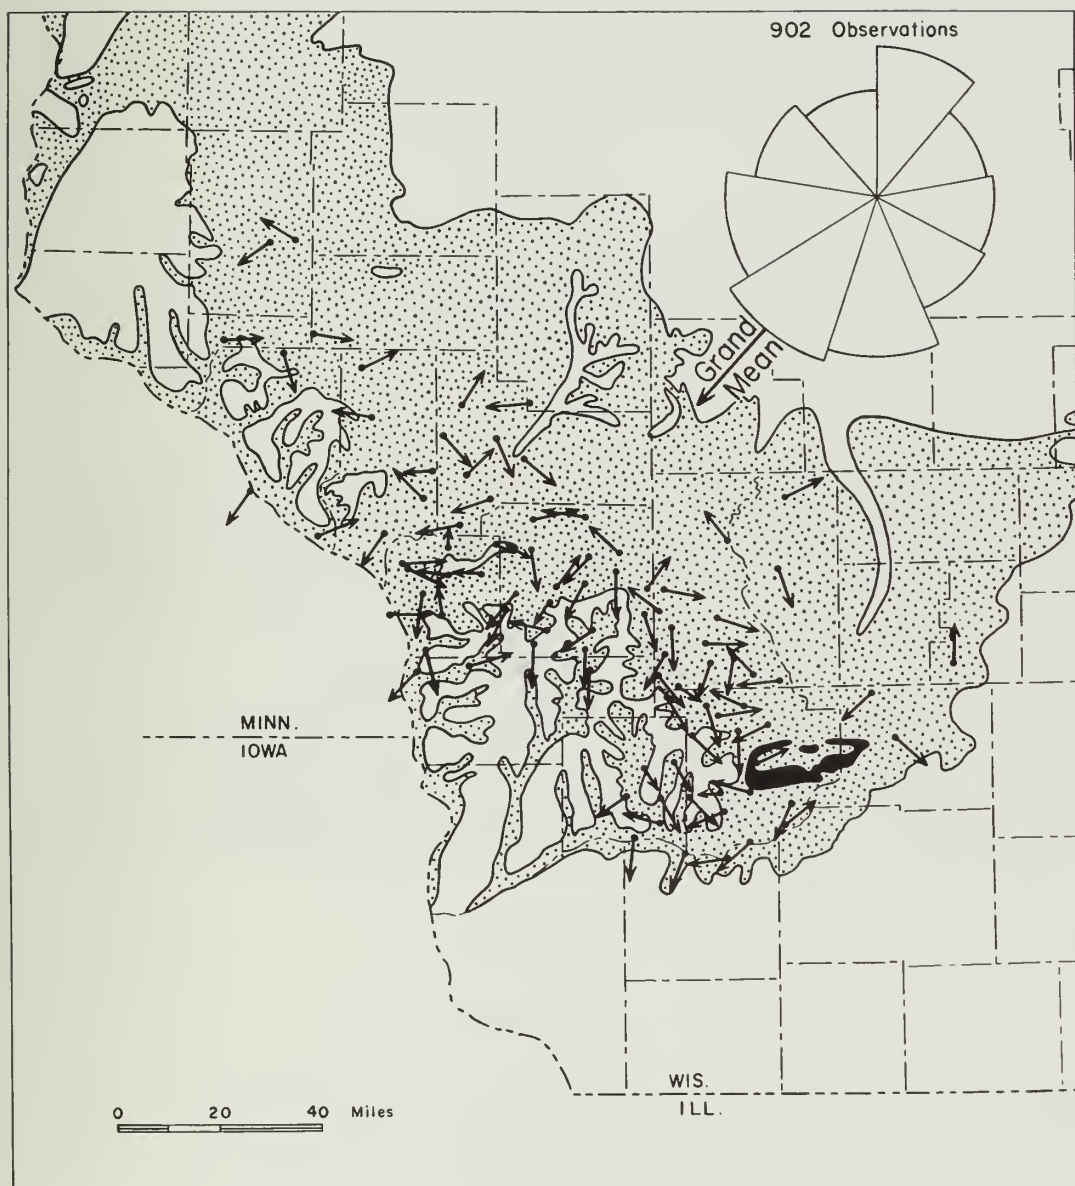 902 Observations
Grand
Mean
MINN.
IOWA
WIS.
ILL.
0 20 40 Miles